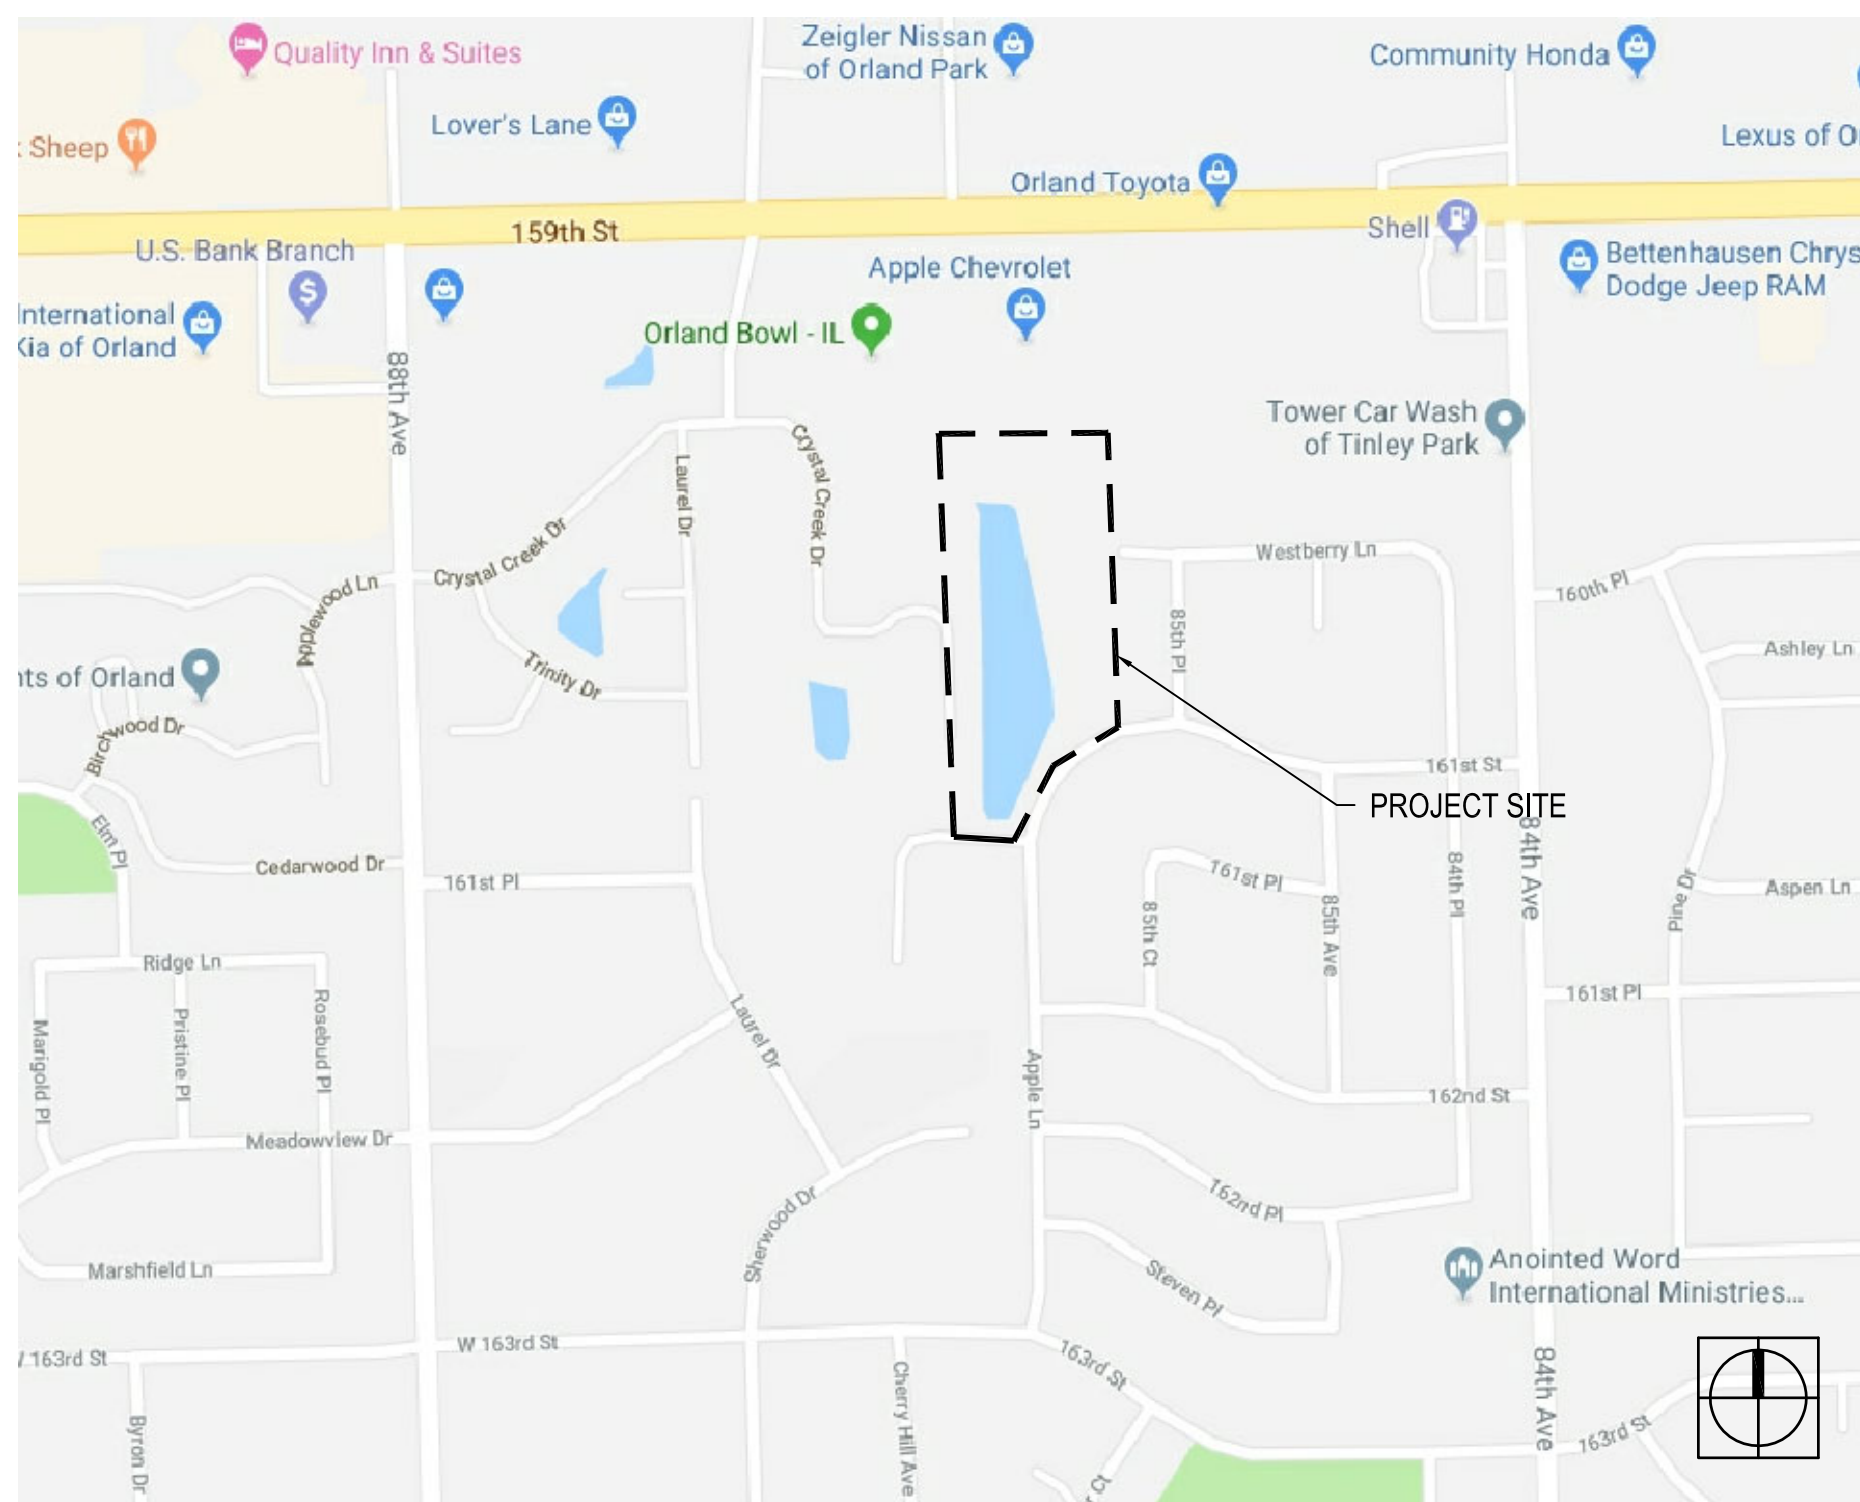 Quality Inn & Suites
Zeigler Nissan
of Orland Park
Community Honda
Lover's Lane
Sheep
Lexus of O
Orland Toyota
159th St
Shell
U.S. Bank Branch
Apple Chevrolet
Bettenhausen Chrys
Dodge Jeep RAM
International
Kia of Orland
Orland Bowl - IL
88th Ave
Tower Car Wash
of Tinley Park
Laurel Dr
Crystal Creek Dr
Crystal Creek Dr
Westberry Ln
Applewood Ln
160th Pl
85th Pl
Ashley Ln
nts of Orland
Trinity Dr
Birchwood Dr
161st St
PROJECT SITE
Elm Pl
Cedarwood Dr
161st Pl
161st Pl
84th Pl
84th Ave
Aspen Ln
Pine Dr
85th Ct
85th Ave
Ridge Ln
161st Pl
Marigold Pl
Pristine Pl
Rosebud Pl
Laurel Dr
Apple Ln
162nd St
Meadowview Dr
162nd Pl
Sherwood Dr
Marshfield Ln
Steven Pl
Anointed Word
International Ministries...
W 163rd St
W 163rd St
163rd St
84th Ave
Cherry Hill Ave
Byron Dr
163rd St
r Ct